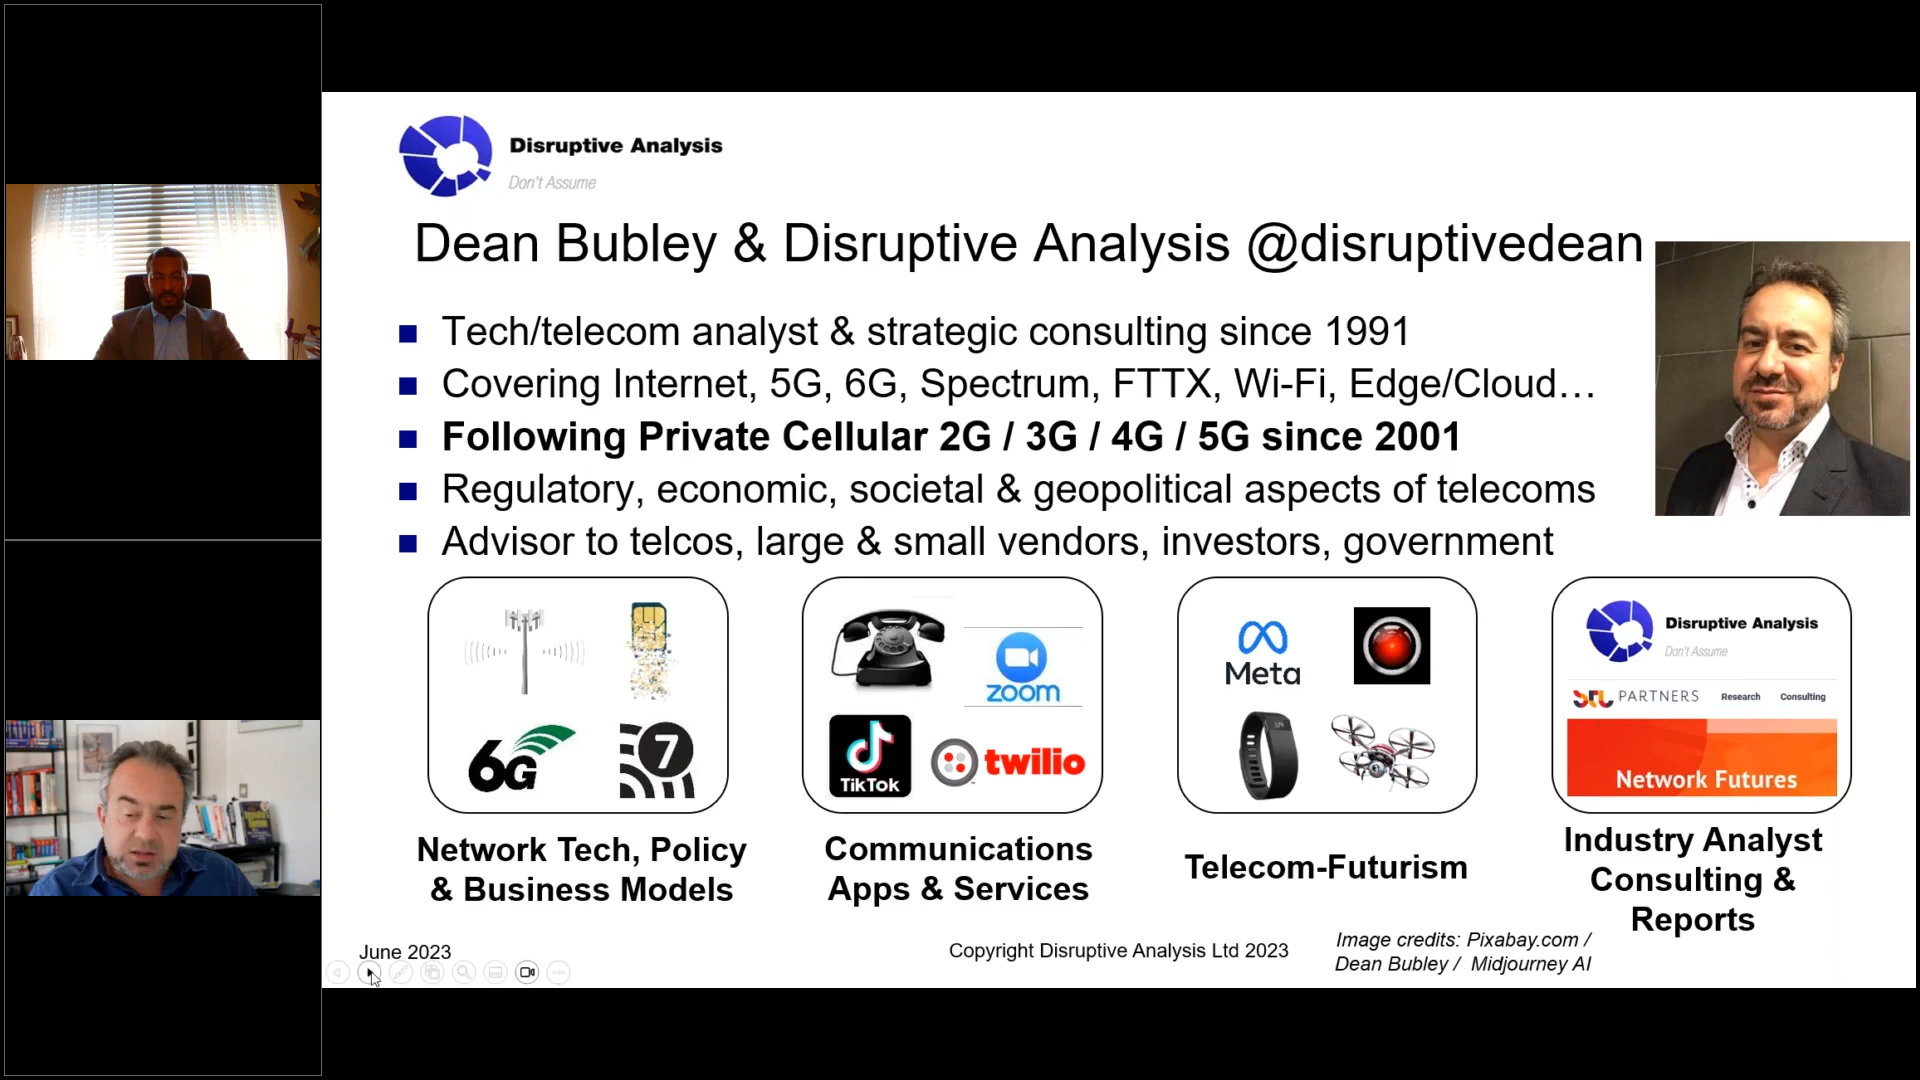 Disruptive Analysis
Don't Assume
Dean Bubley & Disruptive Analysis @disruptivedean
Tech/telecom analyst & strategic consulting since 1991
Covering Internet, 5G, 6G, Spectrum, FTTX, Wi-Fi, Edge/Cloud…
Following Private Cellular 2G / 3G / 4G / 5G since 2001
Regulatory, economic, societal & geopolitical aspects of telecoms
Advisor to telcos, large & small vendors, investors, government
6G
7
zoom
TikTok
twilio
Meta
Disruptive Analysis
Don't Assume
STL PARTNERS Research Consulting
Network Futures
Network Tech, Policy
& Business Models
Communications
Apps & Services
Telecom-Futurism
Industry Analyst
Consulting &
Reports
June 2023
Copyright Disruptive Analysis Ltd 2023
Image credits: Pixabay.com /
Dean Bubley / Midjourney AI